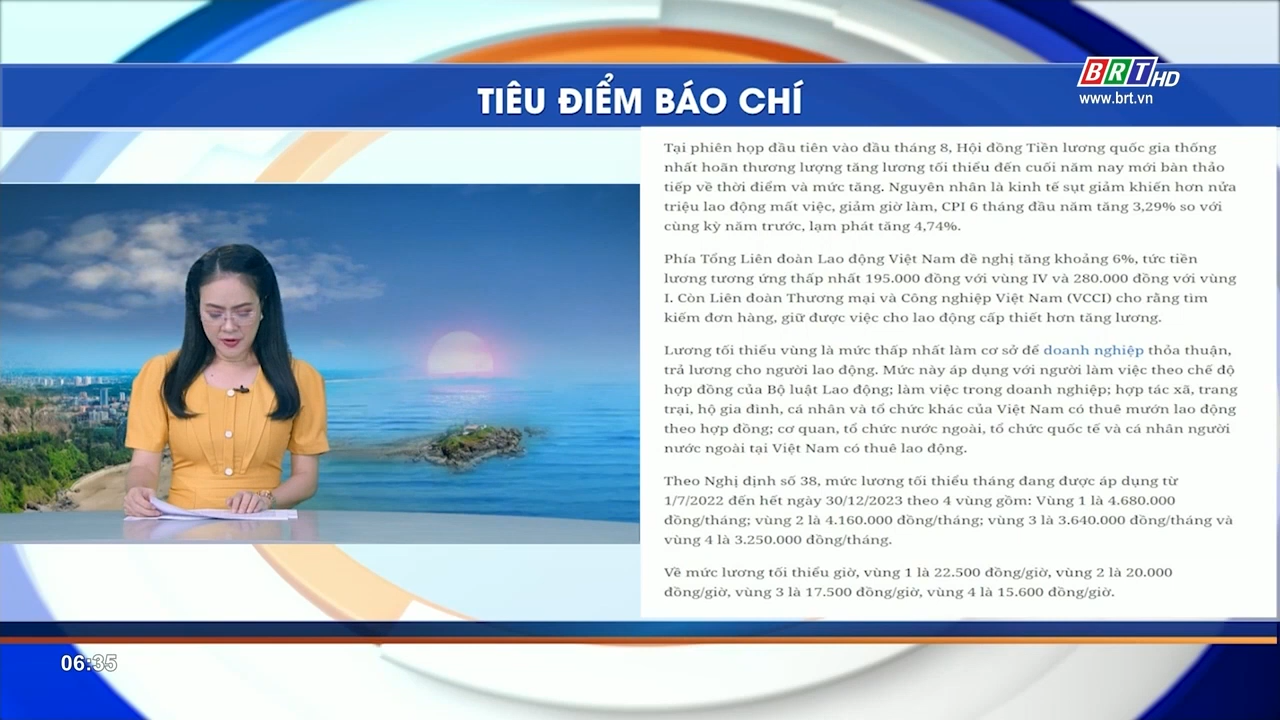 TIÊU ĐIỂM BÁO CHÍ
BRT HD
www.brt.vn
Tại phiên họp đầu tiên vào đầu tháng 8, Hội đồng Tiền lương quốc gia thống
nhất hoãn thương lượng tăng lương tối thiểu đến cuối năm nay mới bàn thảo
tiếp về thời điểm và mức tăng. Nguyên nhân là kinh tế sụt giảm khiến hơn nửa
triệu lao động mất việc, giảm giờ làm, CPI 6 tháng đầu năm tăng 3,29% so với
cùng kỳ năm trước, lạm phát tăng 4,74%.
Phía Tổng Liên đoàn Lao động Việt Nam đề nghị tăng khoảng 6%, tức tiền
lương tương ứng thấp nhất 195.000 đồng với vùng IV và 280.000 đồng với vùng
I. Còn Liên đoàn Thương mại và Công nghiệp Việt Nam (VCCI) cho rằng tìm
kiếm đơn hàng, giữ được việc cho lao động cấp thiết hơn tăng lương.
Lương tối thiểu vùng là mức thấp nhất làm cơ sở để doanh nghiệp thỏa thuận,
trả lương cho người lao động. Mức này áp dụng với người làm việc theo chế độ
hợp đồng của Bộ luật Lao động; làm việc trong doanh nghiệp; hợp tác xã, trang
trại, hộ gia đình, cá nhân và tổ chức khác của Việt Nam có thuê mướn lao động
theo hợp đồng; cơ quan, tổ chức nước ngoài, tổ chức quốc tế và cá nhân người
nước ngoài tại Việt Nam có thuê lao động.
Theo Nghị định số 38, mức lương tối thiểu tháng đang được áp dụng từ
1/7/2022 đến hết ngày 30/12/2023 theo 4 vùng gồm: Vùng 1 là 4.680.000
đồng/tháng; vùng 2 là 4.160.000 đồng/tháng; vùng 3 là 3.640.000 đồng/tháng và
vùng 4 là 3.250.000 đồng/tháng.
Về mức lương tối thiểu giờ, vùng 1 là 22.500 đồng/giờ, vùng 2 là 20.000
đồng/giờ, vùng 3 là 17.500 đồng/giờ, vùng 4 là 15.600 đồng/giờ.
06:35